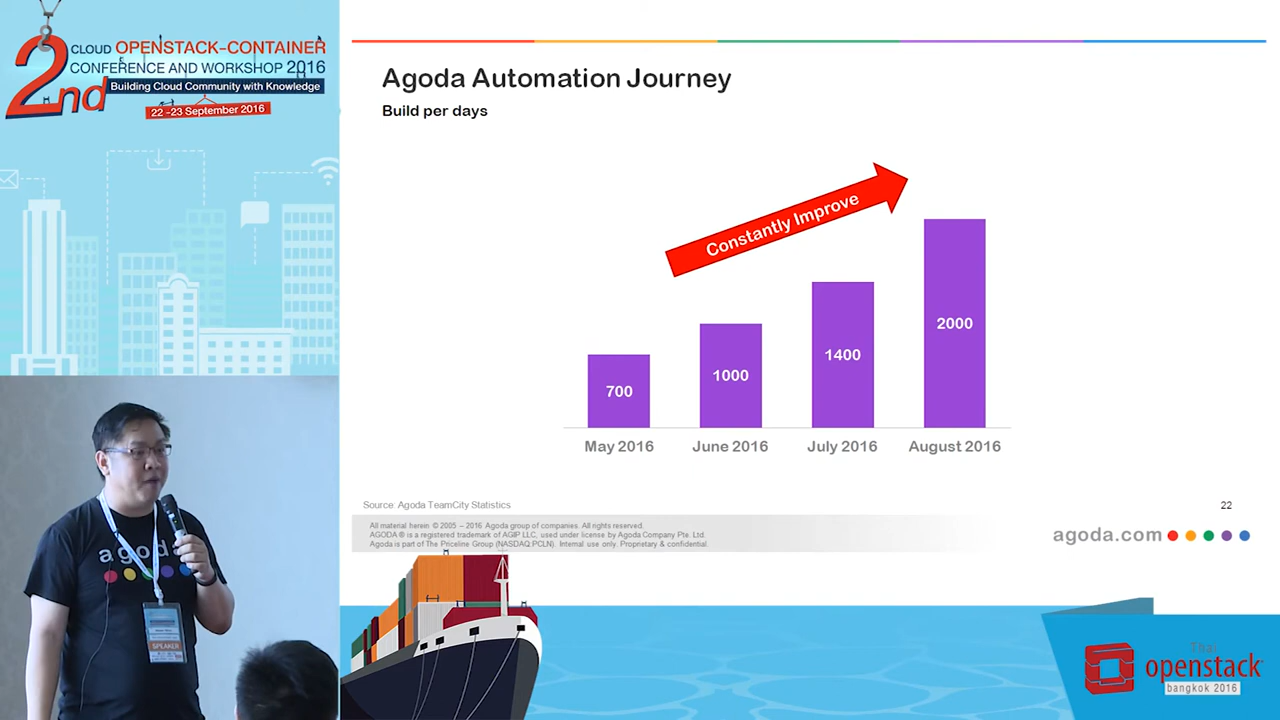 2nd
CLOUD OPENSTACK-CONTAINER
CONFERENCE AND WORKSHOP 2016
Building Cloud Community with Knowledge
22 -23 September 2016
Agoda Automation Journey
Build per days
Constantly Improve
700
1000
1400
2000
May 2016
June 2016
July 2016
August 2016
Source: Agoda TeamCity Statistics
22
All material herein © 2005 – 2016 Agoda group of companies. All rights reserved.
AGODA ® is a registered trademark of AGIP LLC, used under license by Agoda Company Pte. Ltd.
Agoda is part of The Priceline Group (NASDAQ:PCLN). Internal use only. Proprietary & confidential.
agoda.com
agoda
SPEAKER
Thai
openstack
bangkok 2016